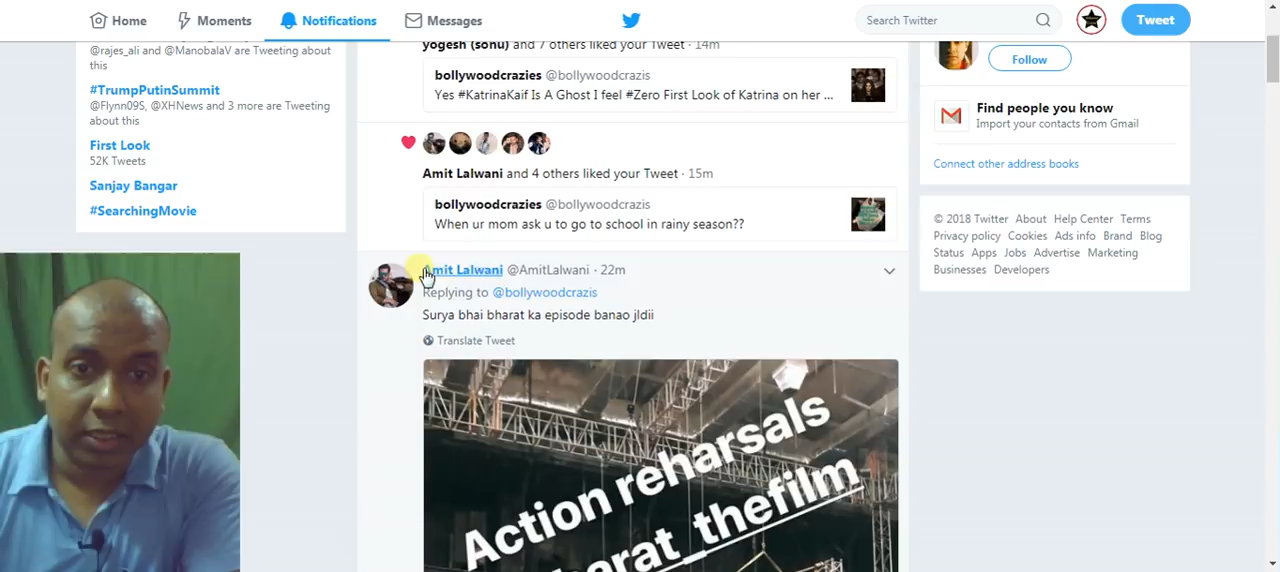 Home
Moments
Notifications
Messages
Search Twitter
Tweet
@rajes_ali and @ManobalaV are Tweeting about
this
#TrumpPutinSummit
@Flynn09S, @XHNews and 3 more are Tweeting
about this
First Look
52K Tweets
Sanjay Bangar
#SearchingMovie
yogesh (sonu) and 7 others liked your Tweet · 14m
bollywoodcrazies @bollywoodcrazis
Yes #KatrinaKaif Is A Ghost I feel #Zero First Look of Katrina on her ...
Amit Lalwani and 4 others liked your Tweet · 15m
bollywoodcrazies @bollywoodcrazis
When ur mom ask u to go to school in rainy season??
Amit Lalwani @AmitLalwani · 22m
Replying to @bollywoodcrazis
Surya bhai bharat ka episode banao jldii
Translate Tweet
Action reharsals
bharat_thefilm
Follow
Find people you know
Import your contacts from Gmail
Connect other address books
© 2018 Twitter About Help Center Terms
Privacy policy Cookies Ads info Brand Blog
Status Apps Jobs Advertise Marketing
Businesses Developers